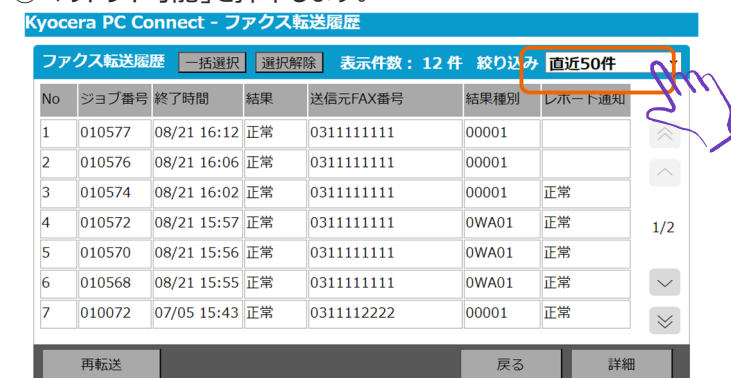 Kyocera PC Connect - ファクス転送履歴
ファクス転送履歴 一括選択 選択解除 表示件数： 12 件 絞り込み 直近50件
No ジョブ番号 終了時間 結果 送信元FAX番号 結果種別 レポート通知
1 010577 08/21 16:12 正常 0311111111 00001
2 010576 08/21 16:06 正常 0311111111 00001
3 010574 08/21 16:02 正常 0311111111 00001 正常
4 010572 08/21 15:57 正常 0311111111 0WA01 正常
1/2
5 010570 08/21 15:56 正常 0311111111 0WA01 正常
6 010568 08/21 15:55 正常 0311111111 0WA01 正常
7 010072 07/05 15:43 正常 0311112222 00001 正常
再転送 戻る 詳細